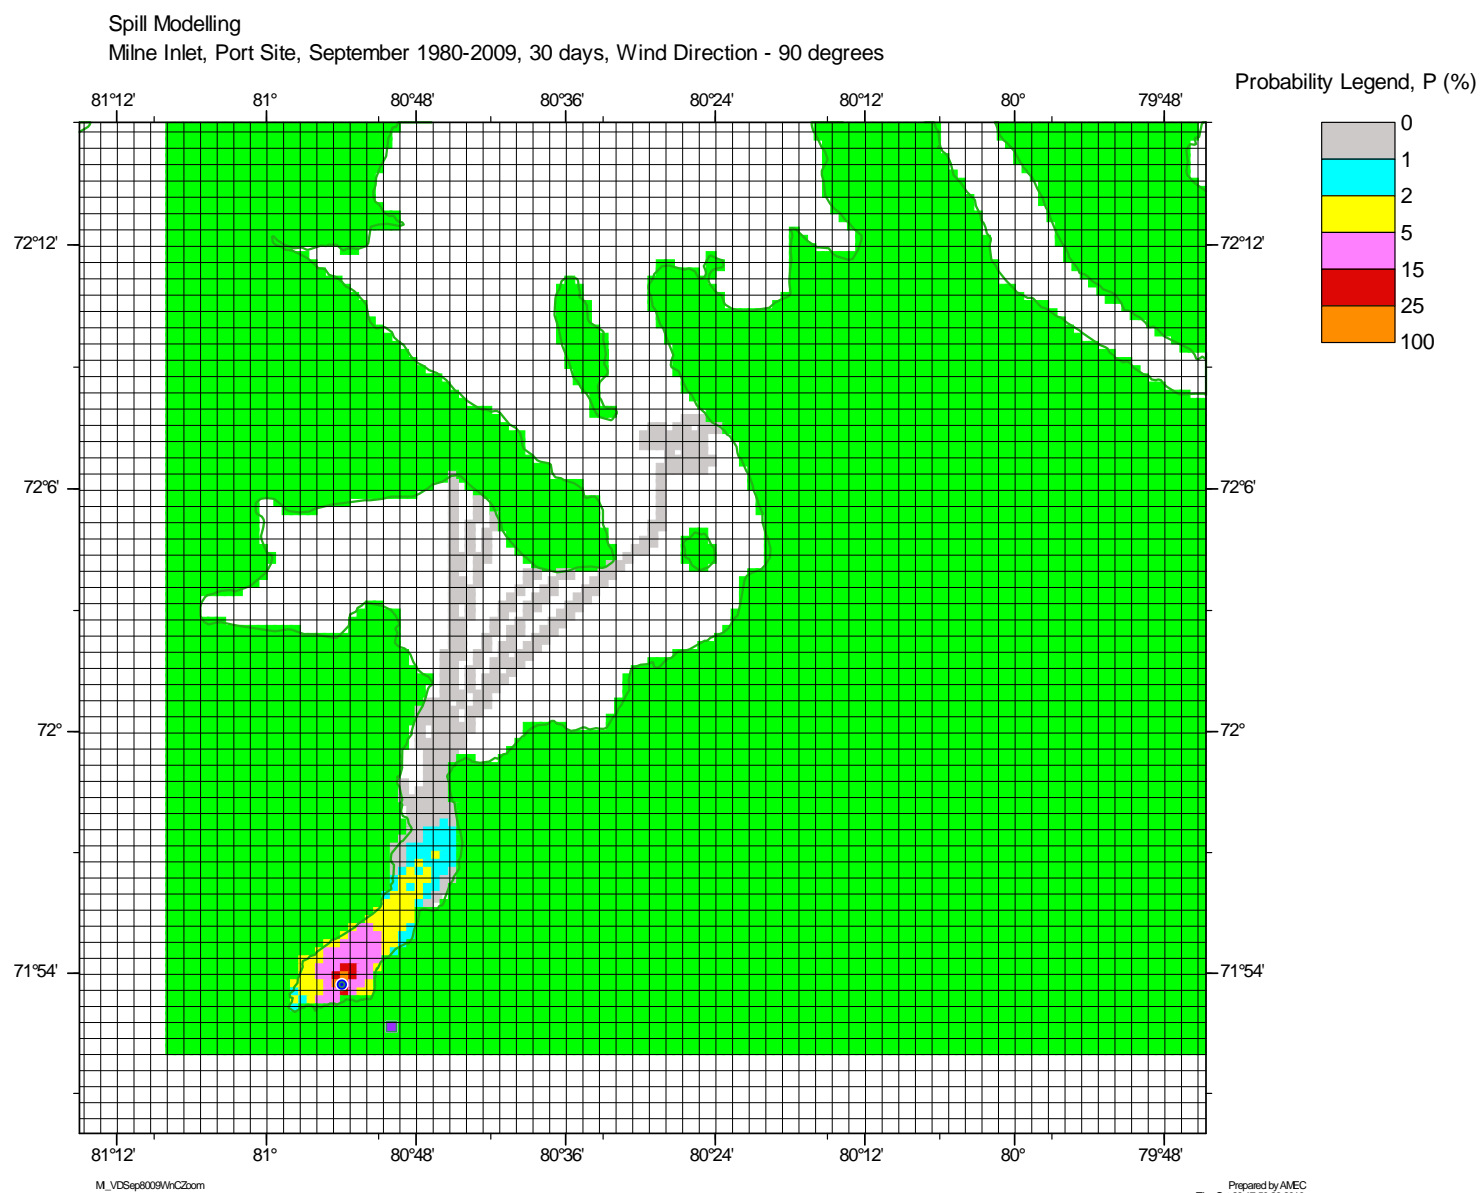 Spill Modelling
Milne Inlet, Port Site, September 1980-2009, 30 days, Wind Direction - 90 degrees
Probability Legend, P (%)
81°12' 81° 80°48' 80°36' 80°24' 80°12' 80° 79°48'
0
1
2
5
15
25
100
72°12' 72°12'
72°6' 72°6'
72° 72°
71°54' 71°54'
81°12' 81° 80°48' 80°36' 80°24' 80°12' 80° 79°48'
MI_VDSep8009WnCZoom
Prepared by AMEC